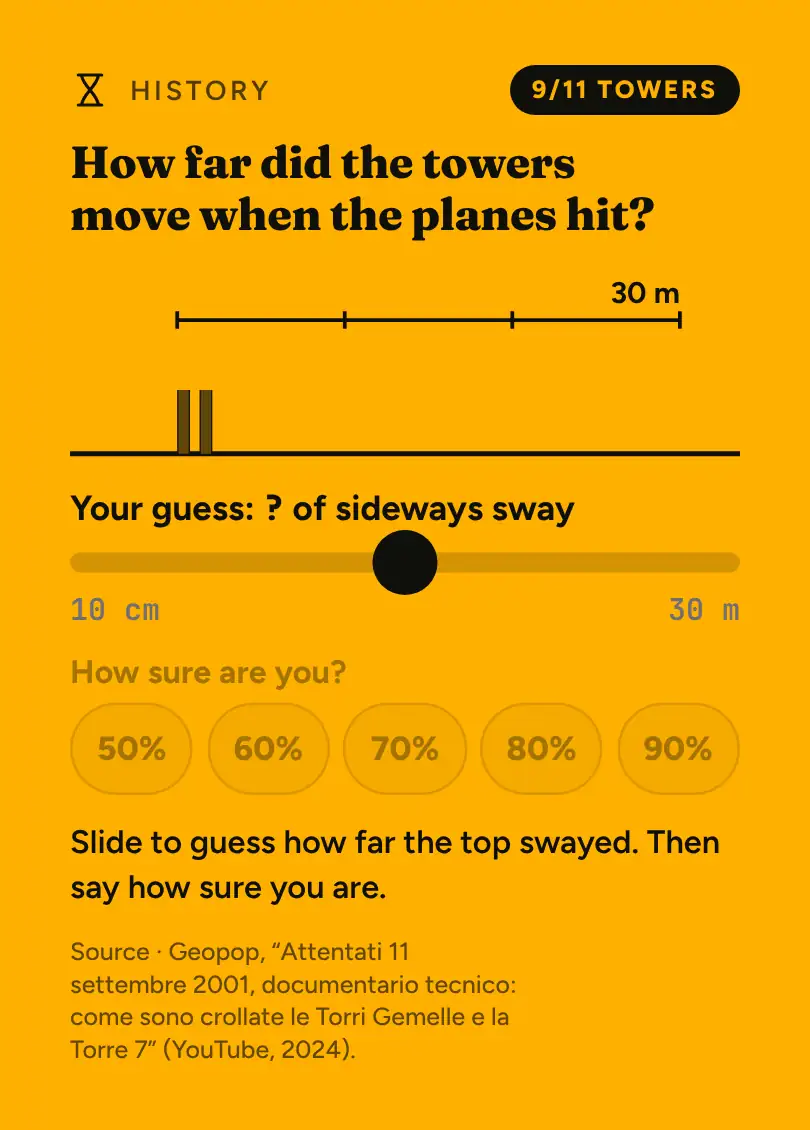 HISTORY
9/11 TOWERS
How far did the towers
move when the planes hit?
30 m
Your guess: ? of sideways sway
10 cm
30 m
How sure are you?
50%
60%
70%
80%
90%
Slide to guess how far the top swayed. Then
say how sure you are.
Source · Geopop, “Attentati 11
settembre 2001, documentario tecnico:
come sono crollate le Torri Gemelle e la
Torre 7” (YouTube, 2024).